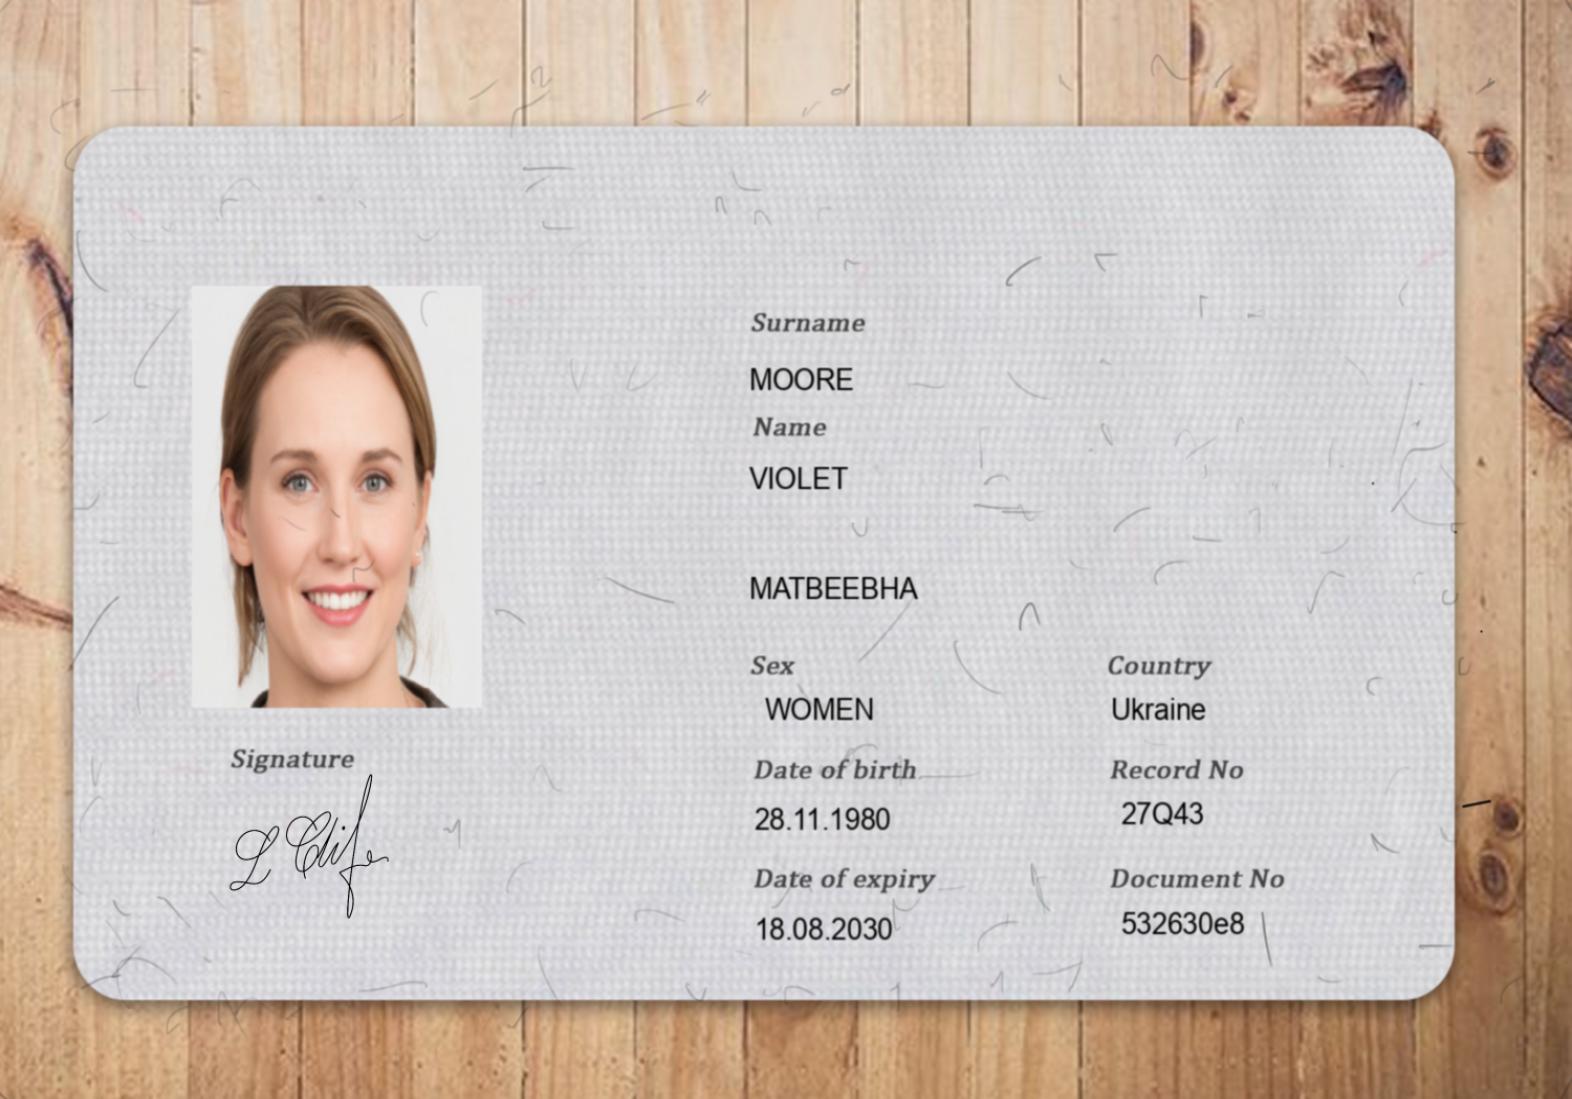 Surname
MOORE
Name
VIOLET
MATBEEBHA
Sex
Country
WOMEN
Ukraine
Date of birth
Record No
28.11.1980
27Q43
Date of expiry
Document No
18.08.2030
532630e8
Signature